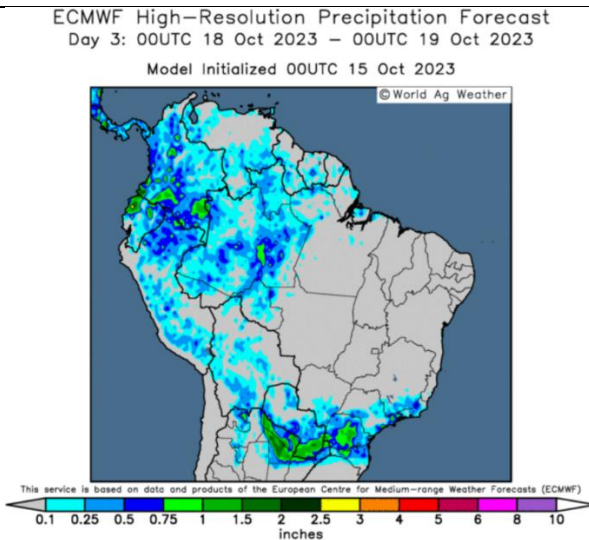 ECMWF High-Resolution Precipitation Forecast
Day 3: 00UTC 18 Oct 2023 — 00UTC 19 Oct 2023
Model Initialized 00UTC 15 Oct 2023
© World Ag Weather
This service is based on data and products of the European Centre for Medium-range Weather Forecasts (ECMWF)
0.1 0.25 0.5 0.75 1 1.5 2 2.5 3 4 5 6 8 10
inches